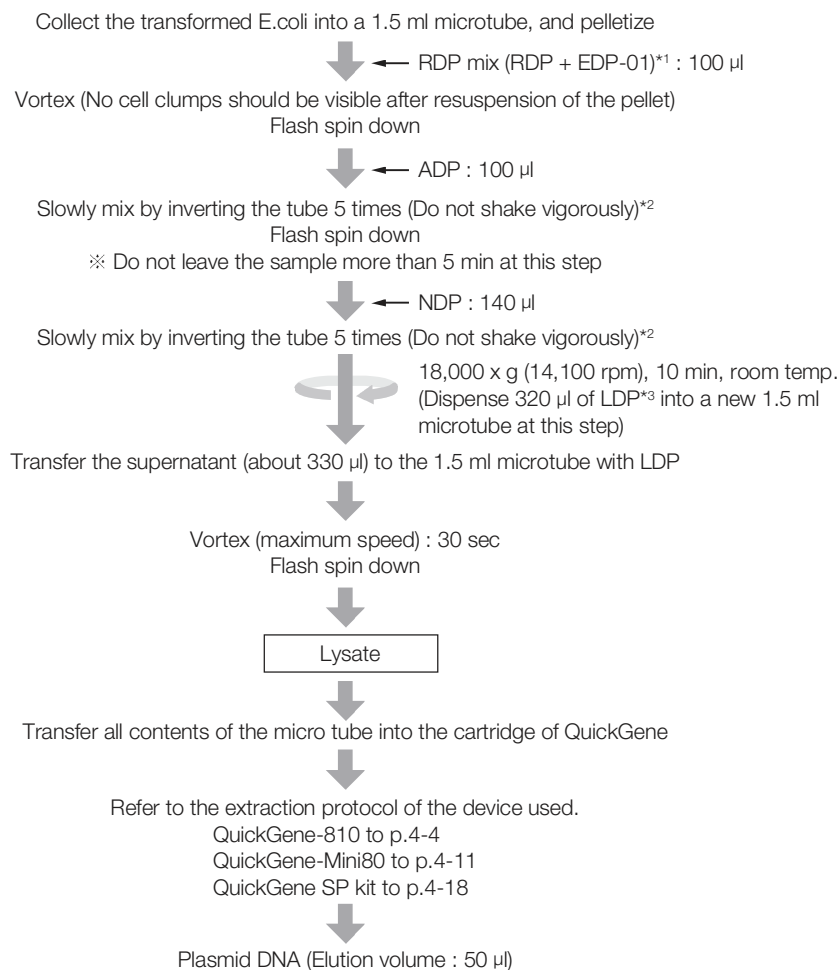 Collect the transformed E.coli into a 1.5 ml microtube, and pelletize
RDP mix (RDP + EDP-01)*1 : 100 μl
Vortex (No cell clumps should be visible after resuspension of the pellet)
Flash spin down
ADP : 100 μl
Slowly mix by inverting the tube 5 times (Do not shake vigorously)*2
Flash spin down
※ Do not leave the sample more than 5 min at this step
NDP : 140 μl
Slowly mix by inverting the tube 5 times (Do not shake vigorously)*2
18,000 x g (14,100 rpm), 10 min, room temp.
(Dispense 320 μl of LDP*3 into a new 1.5 ml
microtube at this step)
Transfer the supernatant (about 330 μl) to the 1.5 ml microtube with LDP
Vortex (maximum speed) : 30 sec
Flash spin down
Lysate
Transfer all contents of the micro tube into the cartridge of QuickGene
Refer to the extraction protocol of the device used.
QuickGene-810 to p.4-4
QuickGene-Mini80 to p.4-11
QuickGene SP kit to p.4-18
Plasmid DNA (Elution volume : 50 μl)